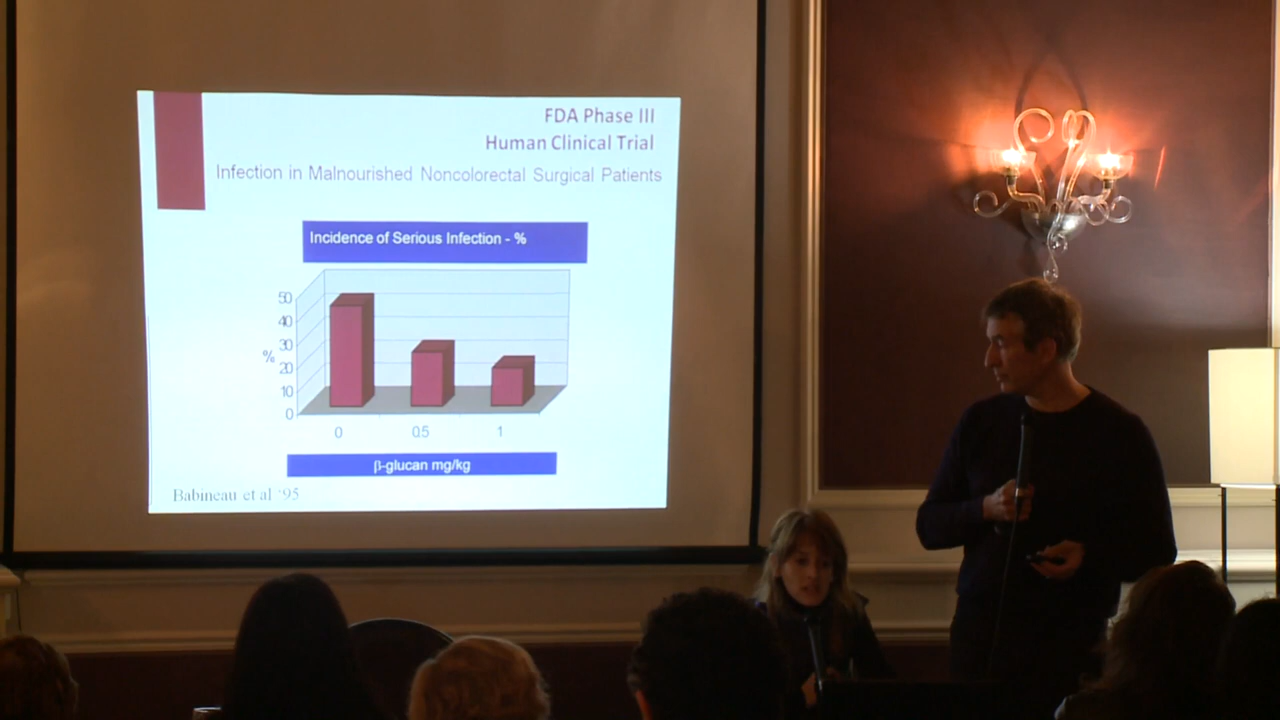 FDA Phase III
Human Clinical Trial
Infection in Malnourished Noncolorectal Surgical Patients
Incidence of Serious Infection - %
50
40
30
%
20
10
0
0 0.5 1
β-glucan mg/kg
Babineau et al '95